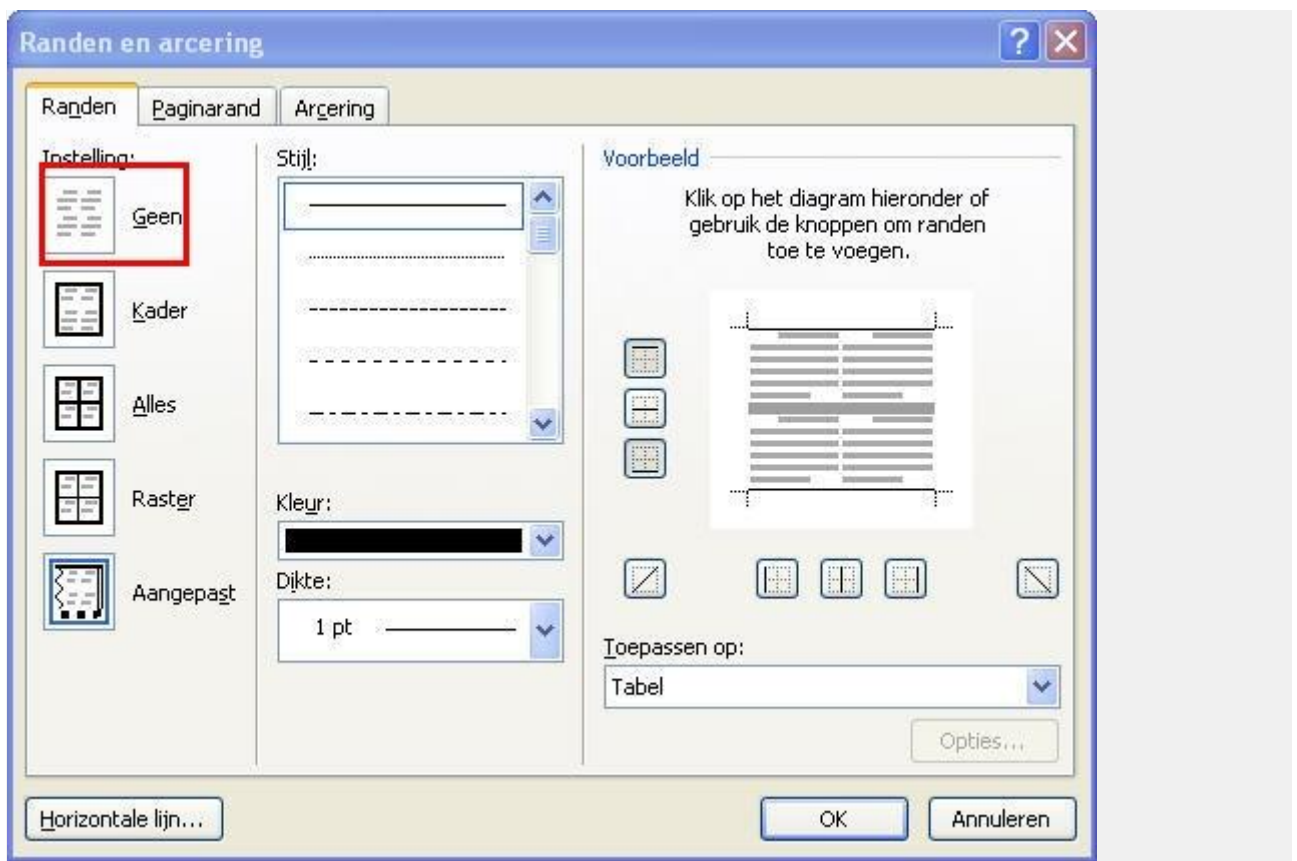 Randen en arcering
Randen
Paginarand
Arcering
Instelling:
Geen
Kader
Alles
Raster
Aangepast
Stijl:
Kleur:
Dikte:
1 pt
Voorbeeld
Klik op het diagram hieronder of
gebruik de knoppen om randen
toe te voegen.
Toepassen op:
Tabel
Opties...
Horizontale lijn...
OK
Annuleren